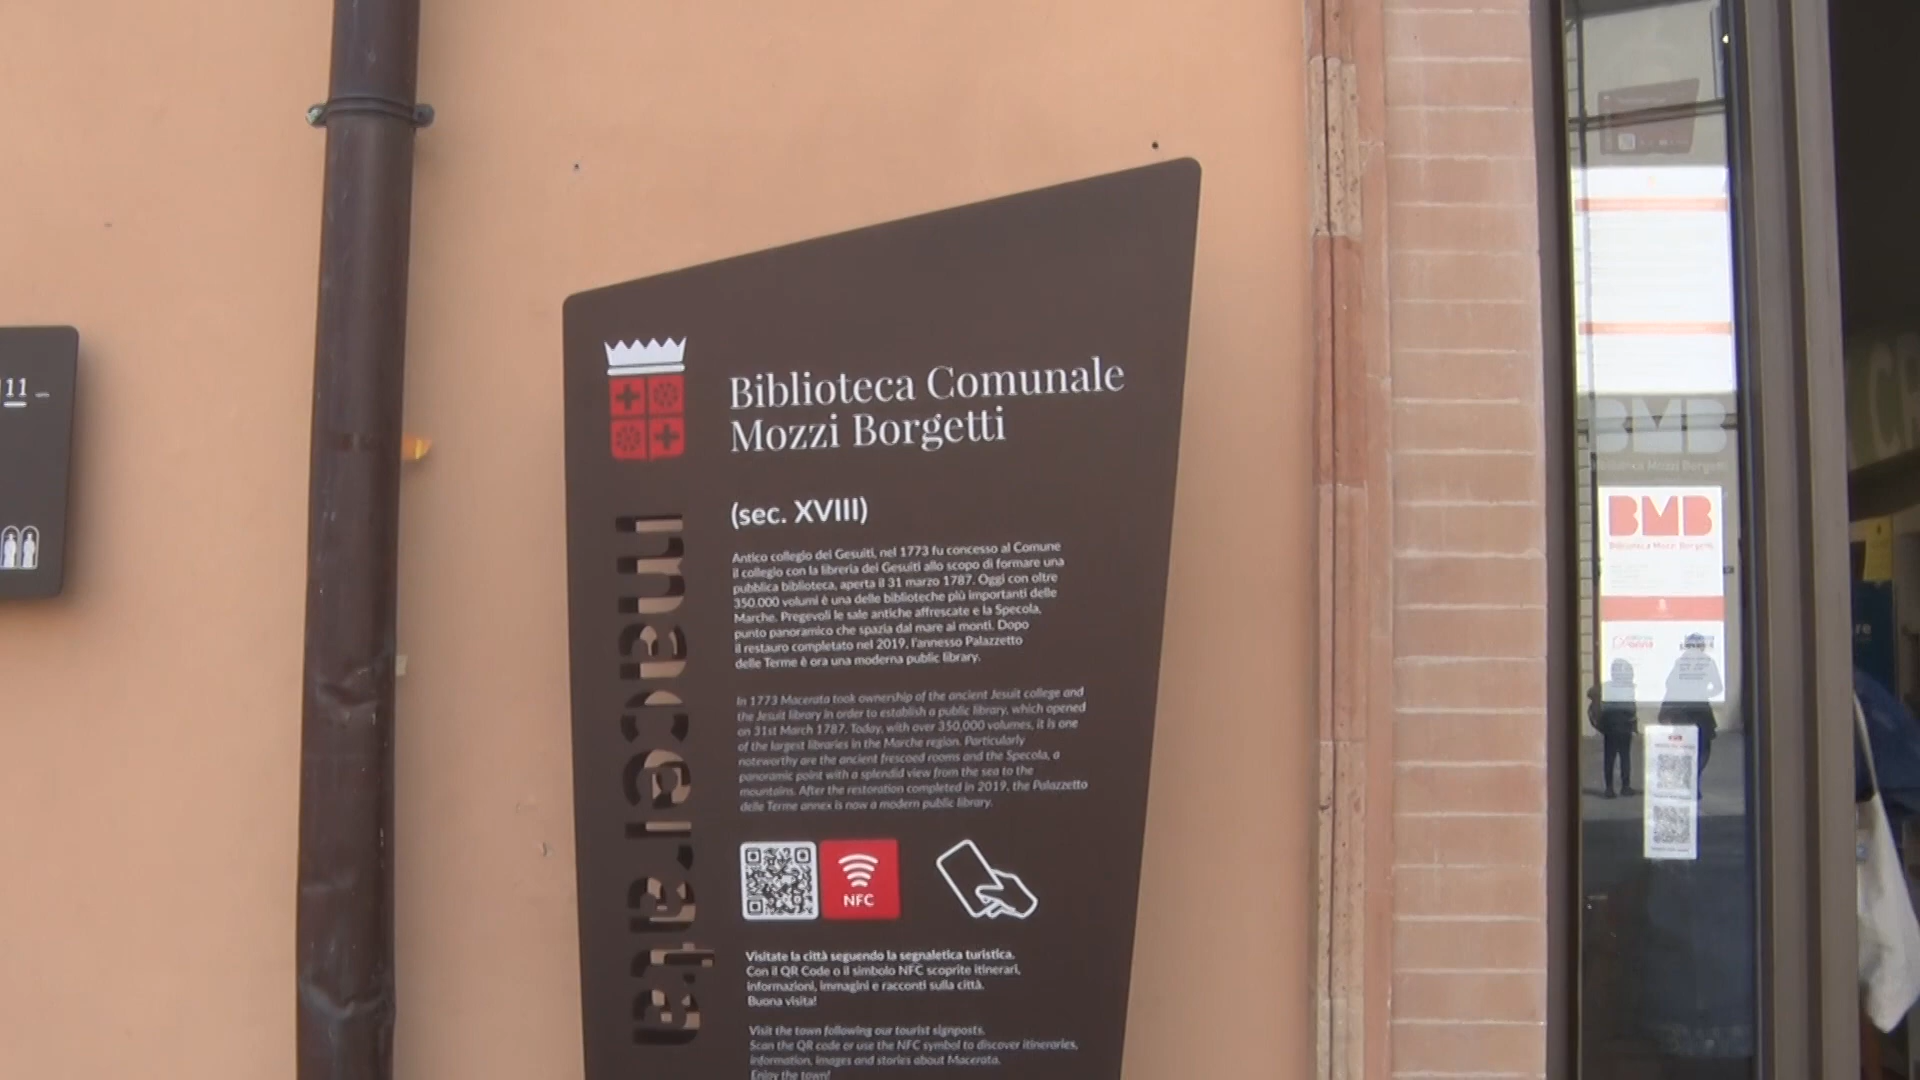 11
Biblioteca Comunale
Mozzi Borgetti
(sec. XVIII)
Antico collegio dei Gesuiti, nel 1773 fu concesso al Comune
il collegio con la libreria dei Gesuiti allo scopo di formare una
pubblica biblioteca, aperta il 31 marzo 1787. Oggi con oltre
350.000 volumi è una delle biblioteche più importanti delle
Marche. Pregevoli le sale antiche affrescate e la Specola,
punto panoramico che spazia dal mare ai monti. Dopo
il restauro completato nel 2019, l'annesso Palazzetto
delle Terme è ora una moderna public library.
In 1773 Macerata took ownership of the ancient Jesuit college and
the Jesuit library in order to establish a public library, which opened
on 31st March 1787. Today, with over 350,000 volumes, it is one
of the largest libraries in the Marche region. Particularly
noteworthy are the ancient frescoed rooms and the Specola, a
panoramic point with a splendid view from the sea to the
mountains. After the restoration completed in 2019, the Palazzetto
delle Terme annex is now a modern public library.
NFC
Visitate la città seguendo la segnaletica turistica.
Con il QR Code o il simbolo NFC scoprite itinerari,
informazioni, immagini e racconti sulla città.
Buona visita!
Visit the town following our tourist signposts.
Scan the QR code or use the NFC symbol to discover itineraries,
information, images and stories about Macerata.
Enjoy the town!
macerata
BMB
Biblioteca Mozzi Borgetti
BMB
Biblioteca Mozzi Borgetti